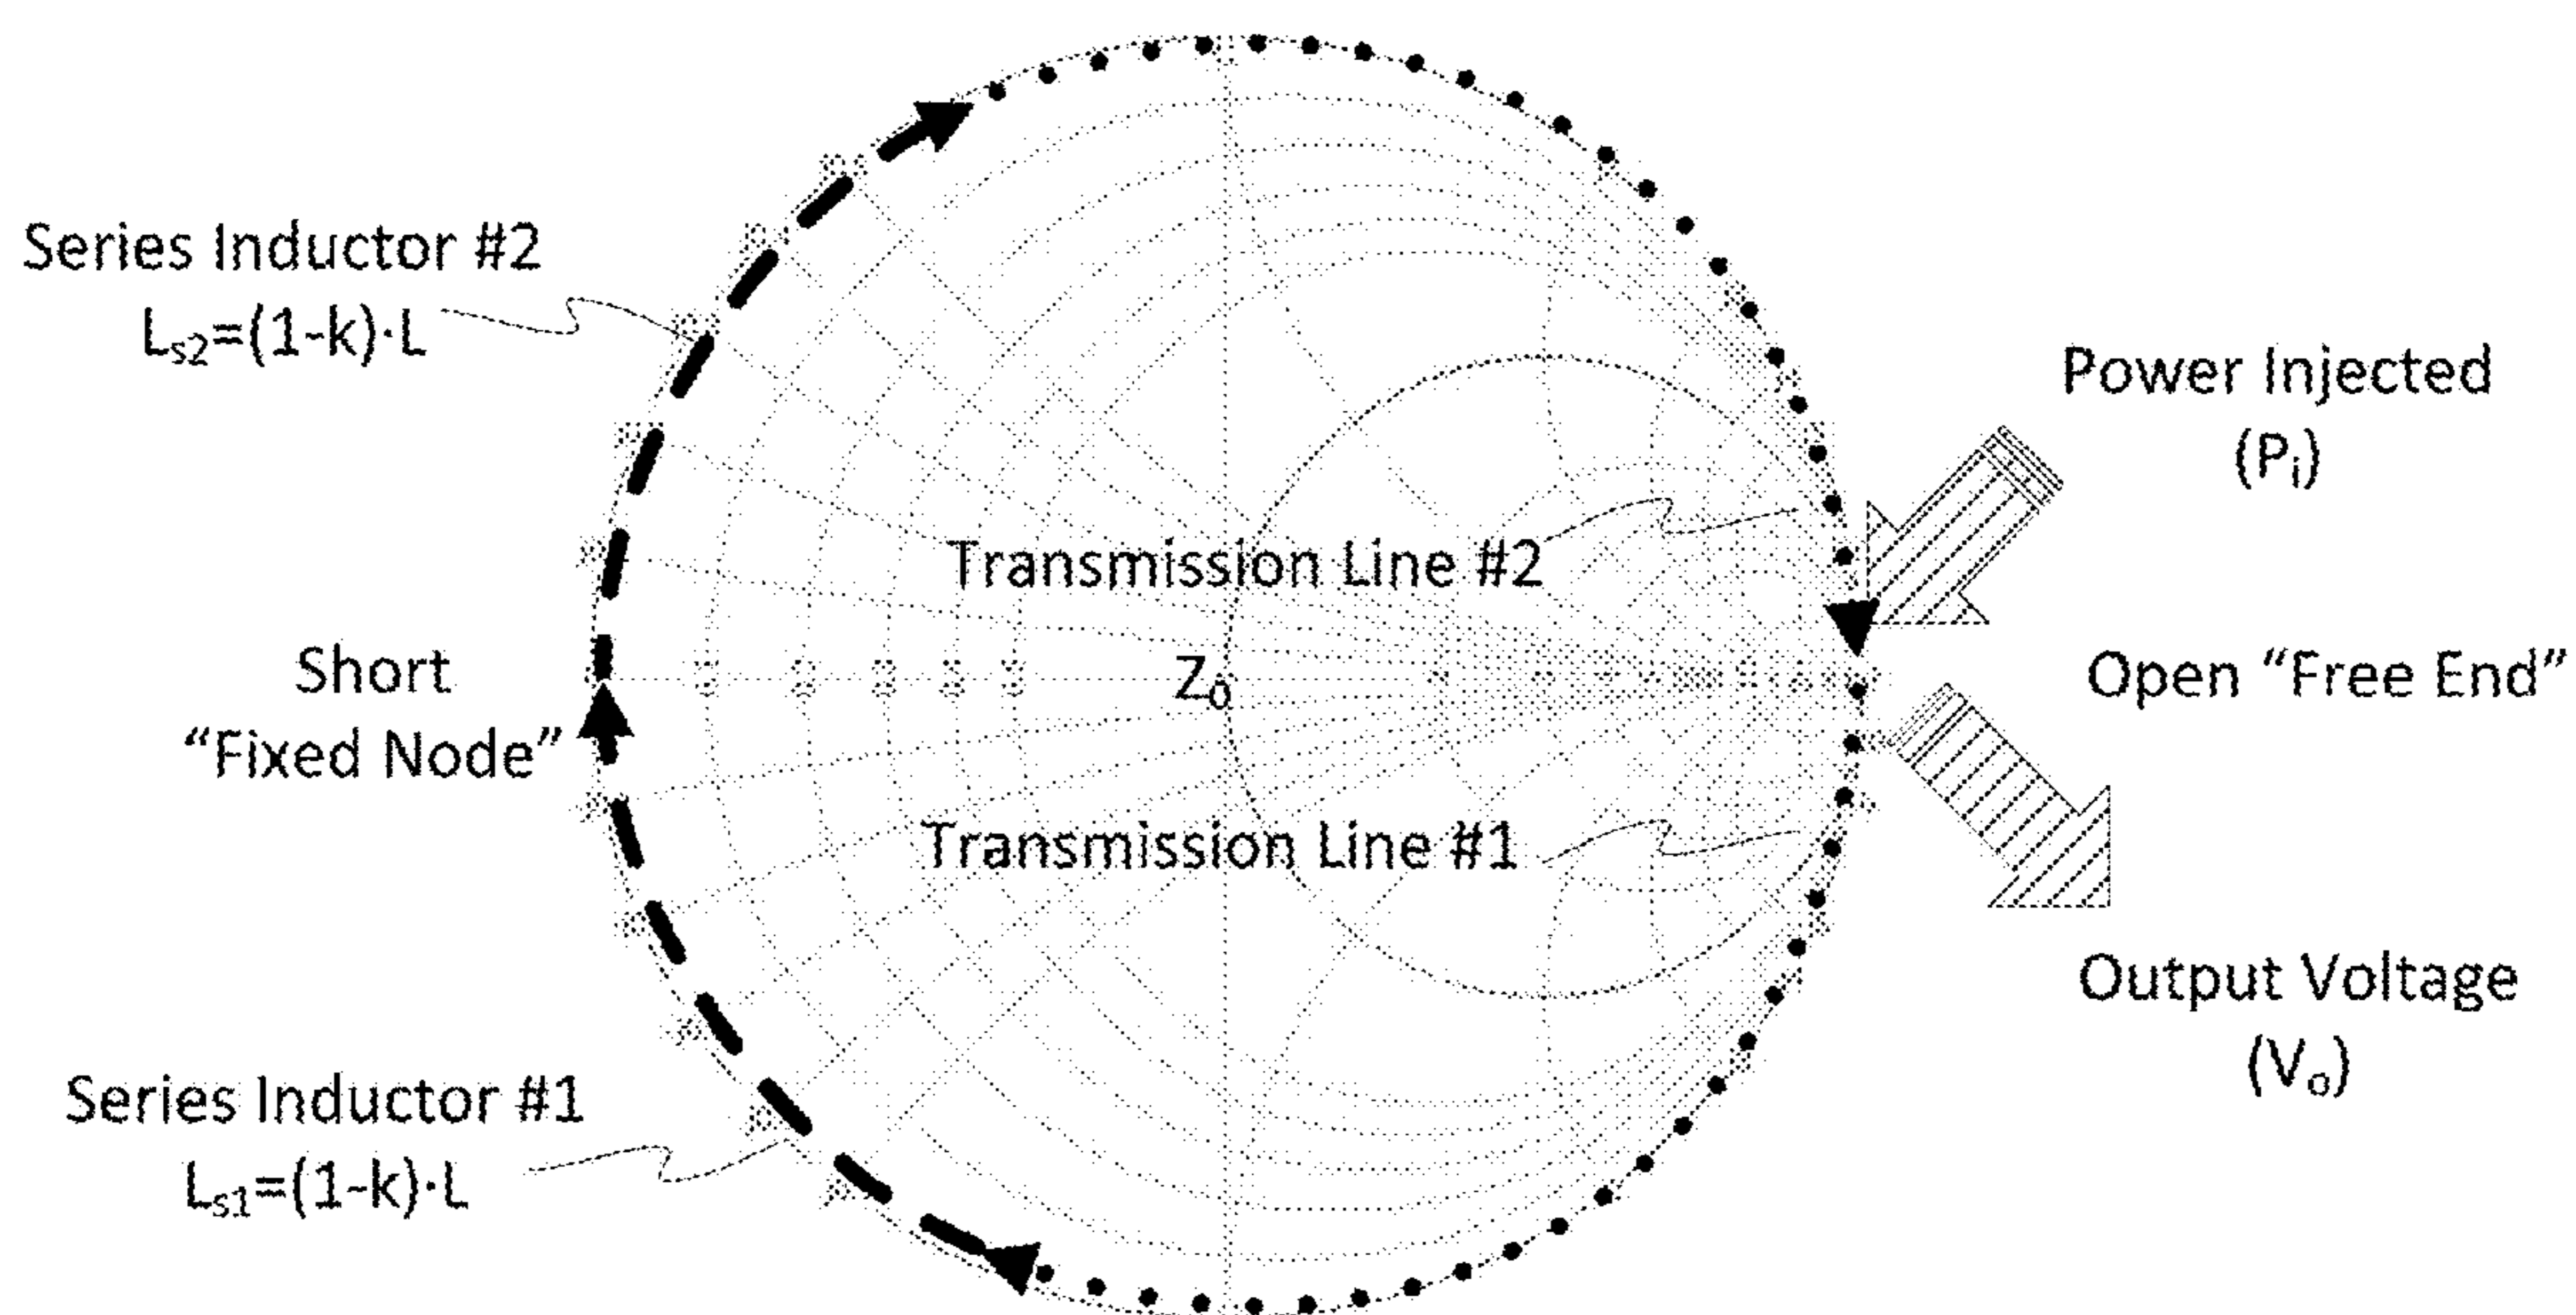 Series Inductor #2
Lₛ₂=(1-k)·L
Power Injected
(Pᵢ)
Transmission Line #2
Short
"Fixed Node"
Z₀
Open "Free End"
Transmission Line #1
Output Voltage
(Vₒ)
Series Inductor #1
Lₛ₁=(1-k)·L